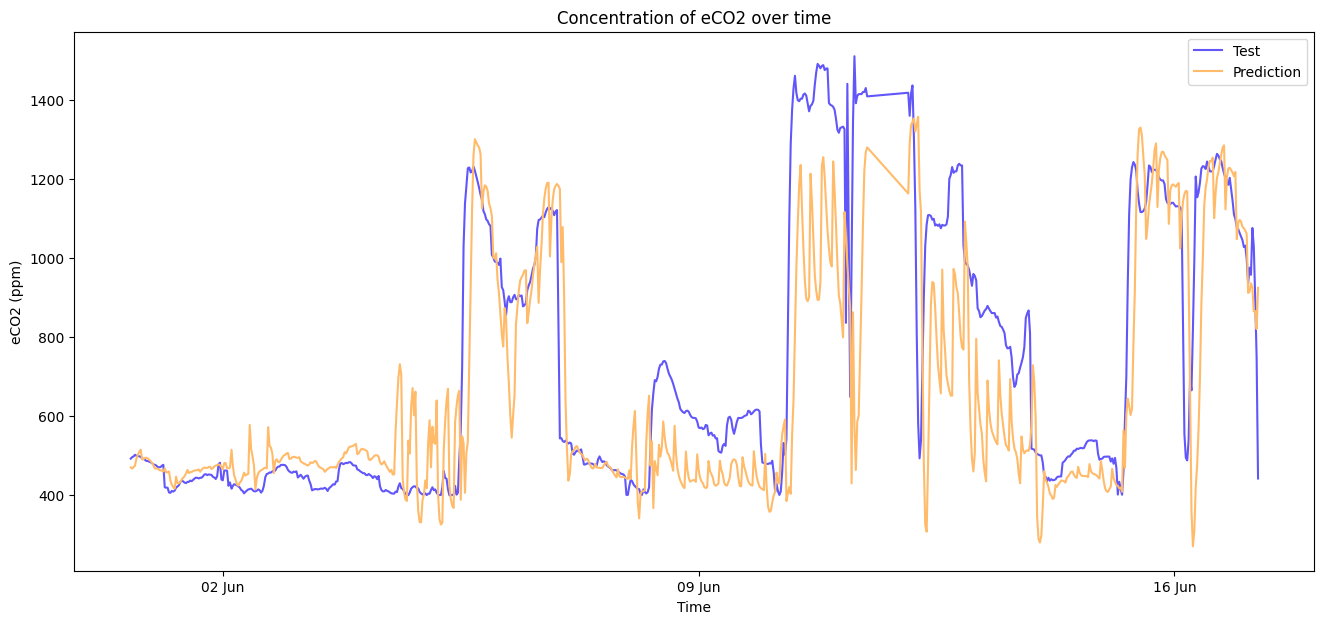 Concentration of eCO2 over time
Test
Prediction
1400
1200
1000
800
600
400
eCO2 (ppm)
02 Jun
09 Jun
16 Jun
Time